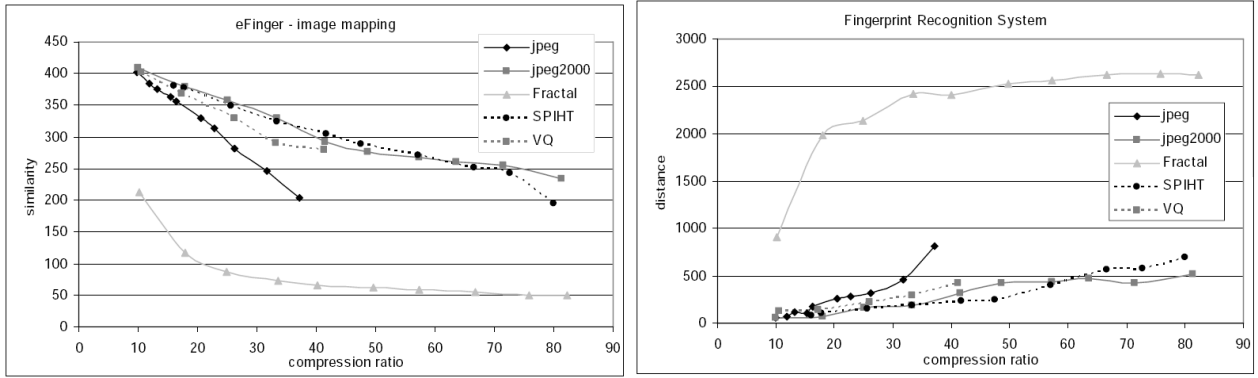 eFinger - image mapping
450
400
350
300
250
200
150
100
50
0
similarity
0 10 20 30 40 50 60 70 80 90
compression ratio
jpeg
jpeg2000
Fractal
SPIHT
VQ
Fingerprint Recognition System
3000
2500
2000
1500
1000
500
0
distance
0 10 20 30 40 50 60 70 80 90
compression ratio
jpeg
jpeg2000
Fractal
SPIHT
VQ